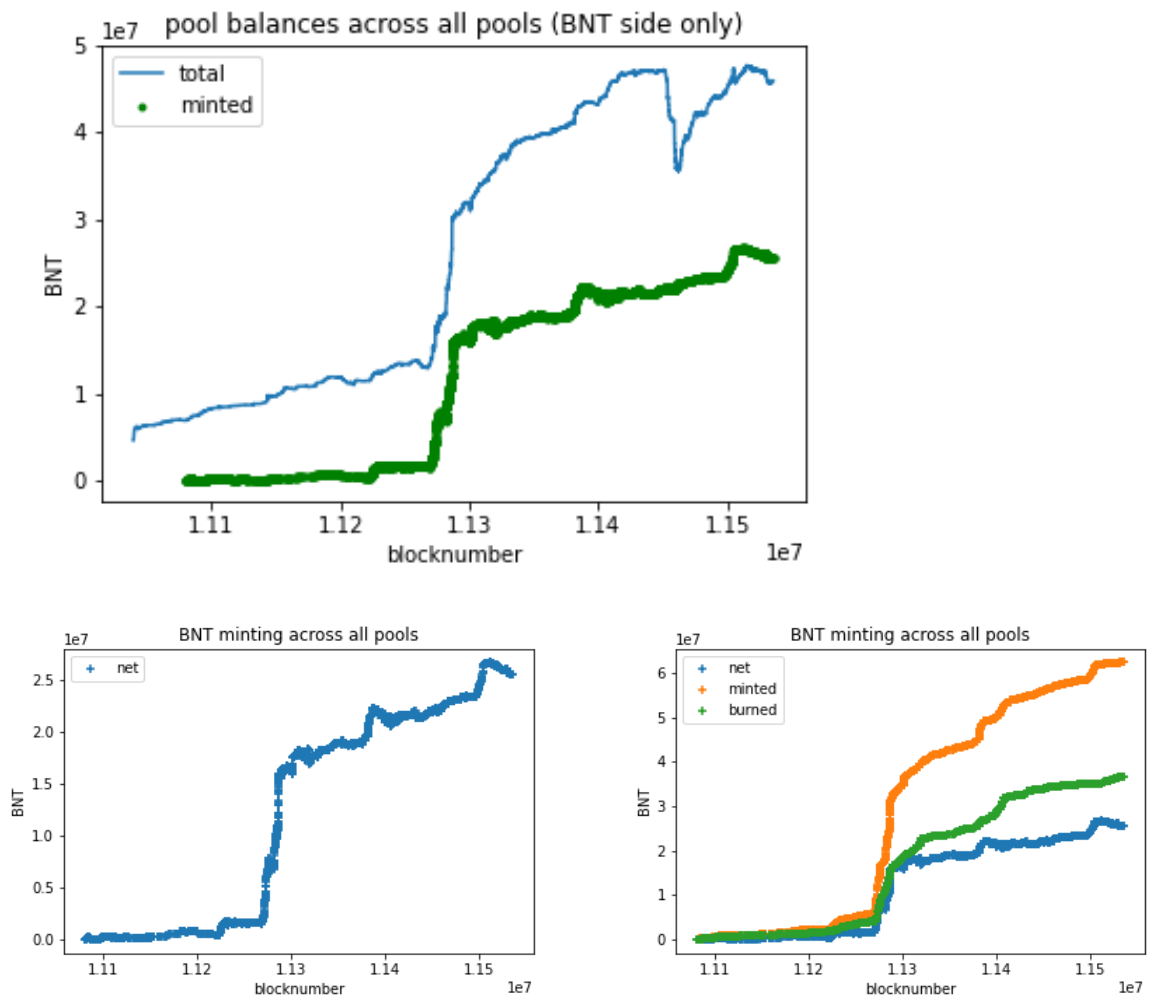 pool balances across all pools (BNT side only)
1e7
5
4
3
2
1
0
BNT
total
minted
1.11 1.12 1.13 1.14 1.15
blocknumber
1e7
BNT minting across all pools
1e7
2.5
2.0
1.5
1.0
0.5
0.0
BNT
net
1.11 1.12 1.13 1.14 1.15
blocknumber
1e7
BNT minting across all pools
1e7
6
5
4
3
2
1
0
BNT
net
minted
burned
1.11 1.12 1.13 1.14 1.15
blocknumber
1e7